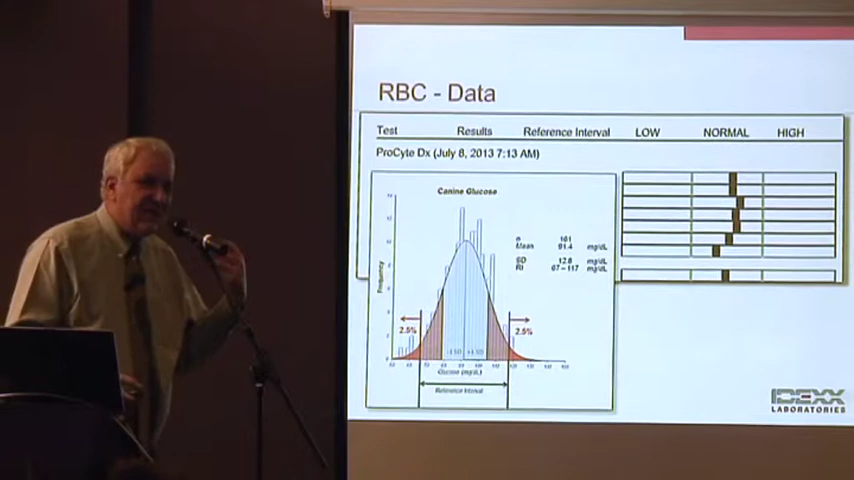 RBC - Data
Test Results Reference Interval LOW NORMAL HIGH
ProCyte Dx (July 8, 2013 7:13 AM)
Canine Glucose
n 161
Mean 91.4 mg/dL
SD 12.8 mg/dL
RI 67 – 117 mg/dL
Frequency
2.5% 2.5%
Glucose (mg/dL)
Reference Interval
IDEXX
LABORATORIES